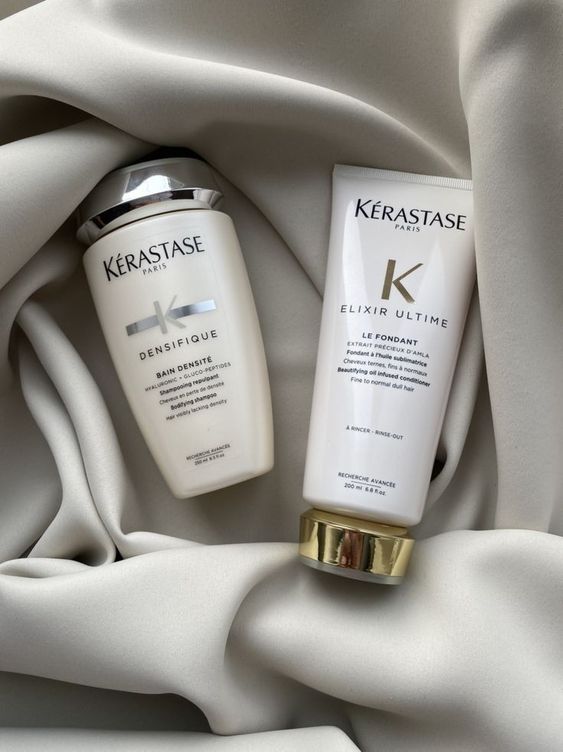 KÉRASTASE
PARIS
K
DENSIFIQUE
BAIN DENSITÉ
HYALURONIC + GLUCO-PEPTIDES
Shampooing repulpant
Cheveux en perte de densité
Bodifying shampoo
Hair visibly lacking density
RECHERCHE AVANCÉE
250 ml 8.5 fl.oz.
KÉRASTASE
PARIS
K
ELIXIR ULTIME
LE FONDANT
EXTRAIT PRÉCIEUX D'AMLA
Fondant à l'huile sublimatrice
Cheveux ternes, fins à normaux
Beautifying oil infused conditioner
Fine to normal dull hair
À RINCER - RINSE-OUT
RECHERCHE AVANCÉE
200 ml 6.8 fl.oz.